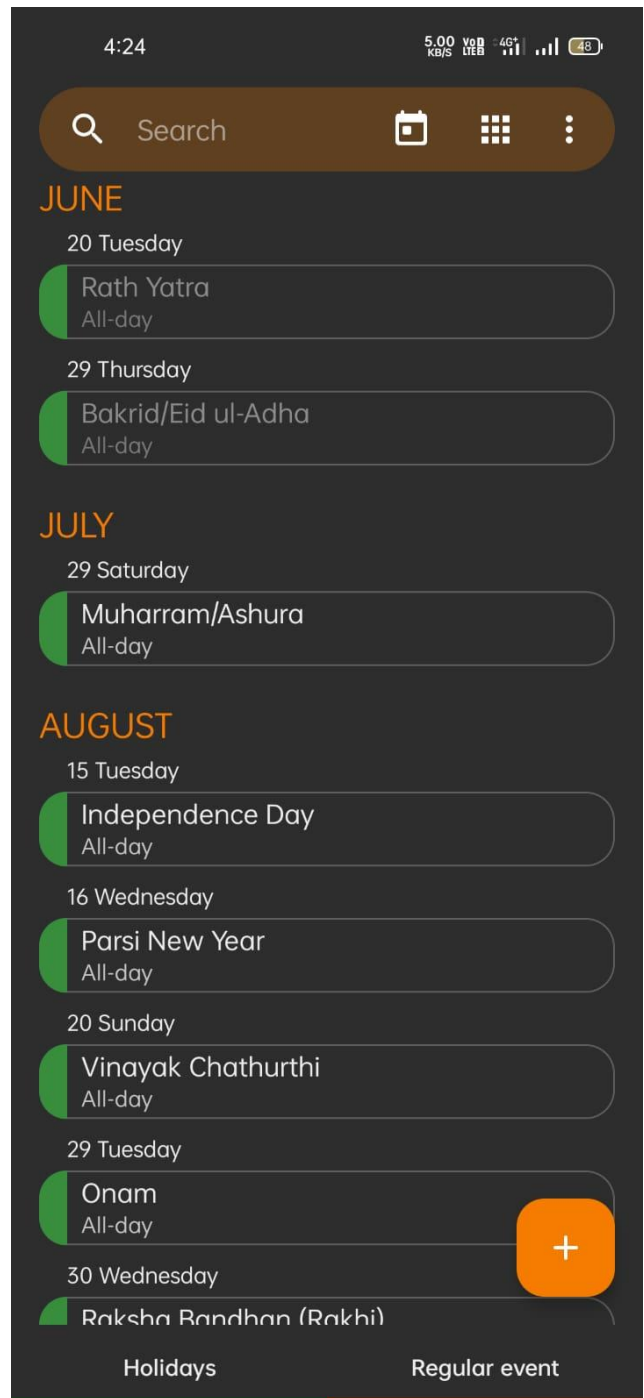 4:24
5.00 KB/S VoD LTE 4G+ 48
Search
JUNE
20 Tuesday
Rath Yatra
All-day
29 Thursday
Bakrid/Eid ul-Adha
All-day
JULY
29 Saturday
Muharram/Ashura
All-day
AUGUST
15 Tuesday
Independence Day
All-day
16 Wednesday
Parsi New Year
All-day
20 Sunday
Vinayak Chathurthi
All-day
29 Tuesday
Onam
All-day
30 Wednesday
Raksha Bandhan (Rakhi)
Holidays
Regular event